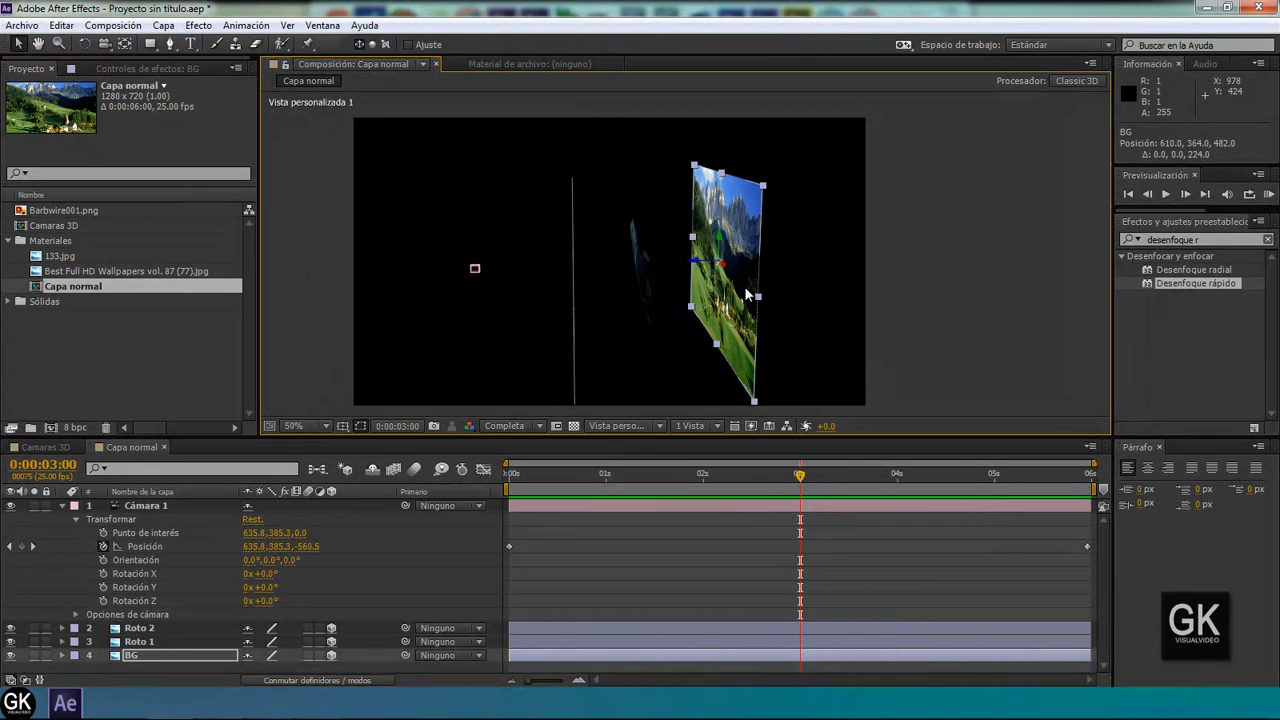 Adobe After Effects - Proyecto sin título.aep *
Archivo Editar Composición Capa Efecto Animación Ver Ventana Ayuda
Ajuste
Espacio de trabajo: Estándar
Buscar en la Ayuda
Proyecto
Controles de efectos: BG
Capa normal
1280 x 720 (1.00)
Δ 0:00:06:00, 25.00 fps
Nombre
Barbwire001.png
Camaras 3D
Materiales
133.jpg
Best Full HD Wallpapers vol. 87 (77).jpg
Capa normal
Sólidas
8 bpc
Composición: Capa normal
Material de archivo: (ninguno)
Capa normal
Procesador: Classic 3D
Vista personalizada 1
50%
0:00:03:00
Completa
Vista perso...
1 Vista
+0.0
Información
Audio
R: 1
G: 1
B: 1
A: 255
X: 978
Y: 424
BG
Posición: 610.0, 364.0, 482.0
Δ: 0.0, 0.0, 224.0
Previsualización
Efectos y ajustes preestableci
desenfoque r
Desenfocar y enfocar
Desenfoque radial
Desenfoque rápido
Camaras 3D
Capa normal
0:00:03:00
00075 (25.00 fps)
# Nombre de la capa
fx
Primario
1 Cámara 1
Ninguno
Transformar
Rest.
Punto de interés 635.8,385.3,0.0
Posición 635.8,385.3,-560.5
Orientación 0.0°,0.0°,0.0°
Rotación X 0x+0.0°
Rotación Y 0x+0.0°
Rotación Z 0x+0.0°
Opciones de cámara
2 Roto 2 Ninguno
3 Roto 1 Ninguno
4 BG Ninguno
Conmutar definidores / modos
01s 02s 04s 05s 06s
Párrafo
0 px 0 px 0 px
0 px 0 px
GK
VISUALVIDEO
GK
Ae